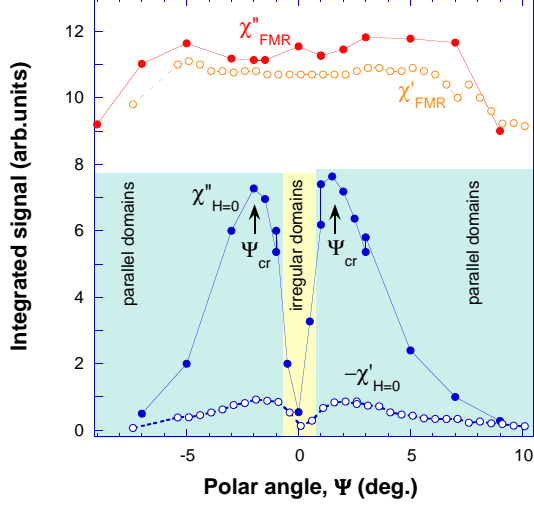 12
10
8
6
4
2
0
Integrated signal (arb.units)
χ"FMR
χ'FMR
χ"H=0
parallel domains
irregular domains
parallel domains
Ψcr
Ψcr
−χ'H=0
-5
0
5
10
Polar angle, Ψ (deg.)